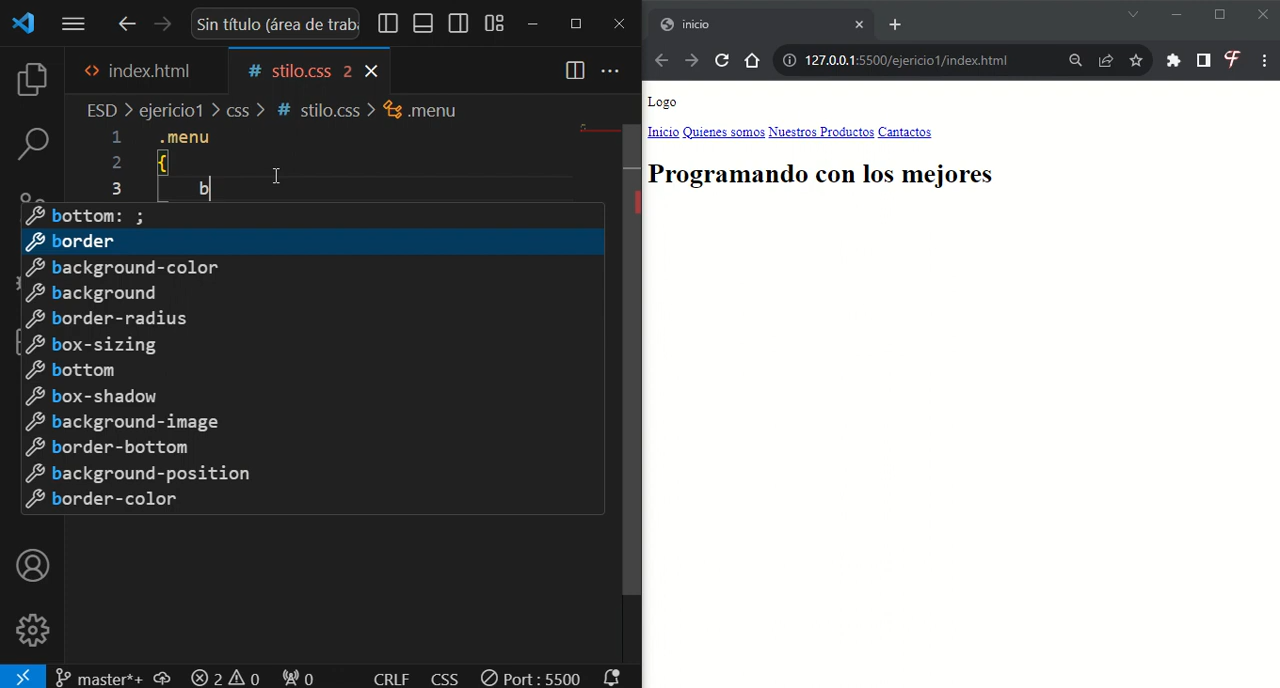 Sin título (área de trab
index.html
# stilo.css 2
ESD > ejericio1 > css > # stilo.css > .menu
1 .menu
2 {
3 b
bottom: ;
border
background-color
background
border-radius
box-sizing
bottom
box-shadow
background-image
border-bottom
background-position
border-color
master*+ 2 0 0 CRLF CSS Port : 5500
inicio
127.0.0.1:5500/ejericio1/index.html
Logo
Inicio Quienes somos Nuestros Productos Cantactos
Programando con los mejores